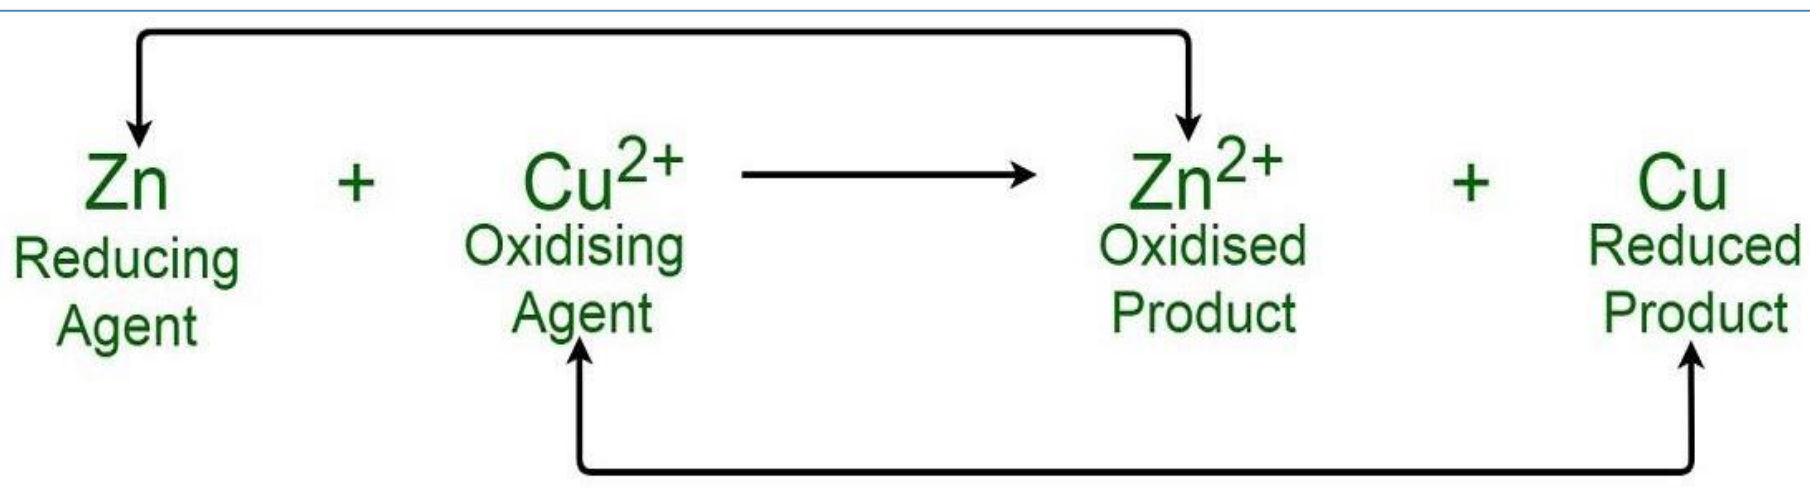 Zn + Cu²⁺ Zn²⁺ + Cu
Reducing Oxidising Oxidised Reduced
Agent Agent Product Product